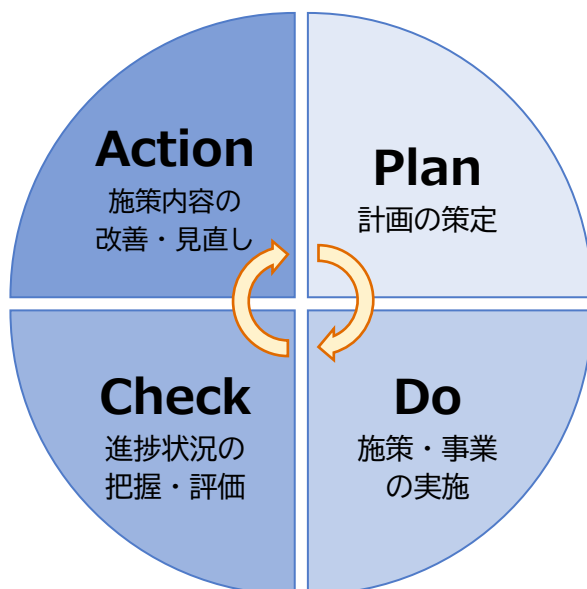 Action
施策内容の
改善・見直し
Plan
計画の策定
Check
進捗状況の
把握・評価
Do
施策・事業
の実施